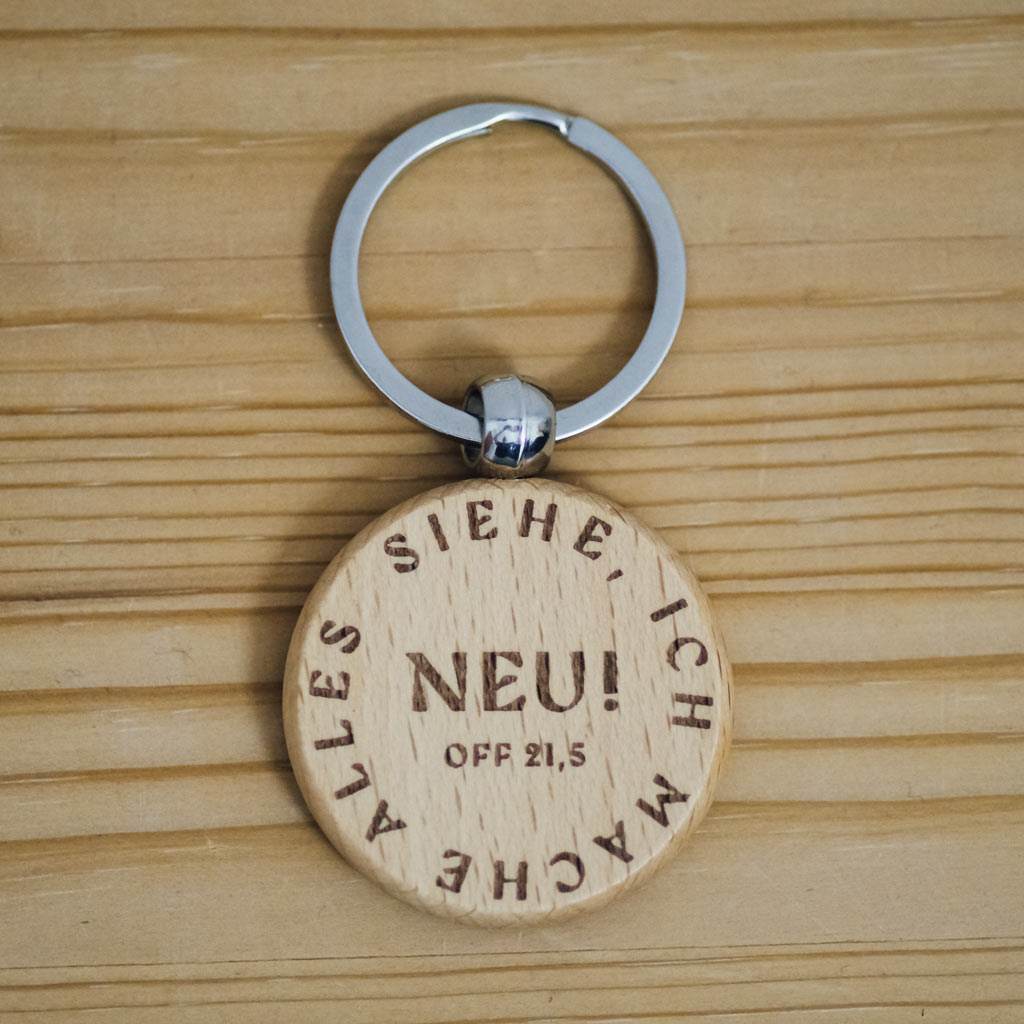 SIEHE, ICH MACHE ALLES
NEU!
OFF 21,5